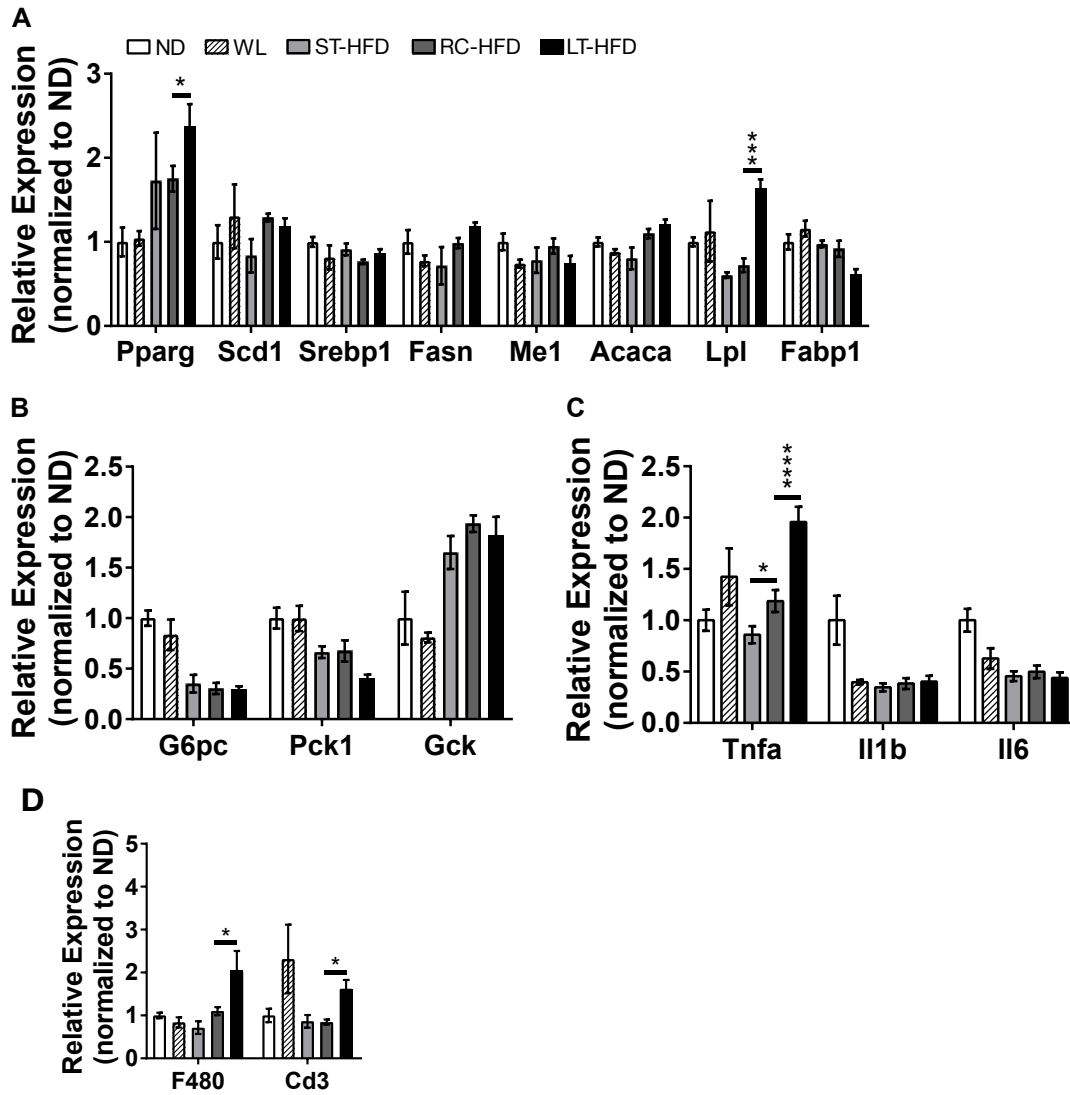 A
ND WL ST-HFD RC-HFD LT-HFD
Relative Expression
(normalized to ND)
3
2
1
0
*
***
Pparg Scd1 Srebp1 Fasn Me1 Acaca Lpl Fabp1
B
Relative Expression
(normalized to ND)
2.5
2.0
1.5
1.0
0.5
0.0
G6pc Pck1 Gck
C
Relative Expression
(normalized to ND)
2.5
2.0
1.5
1.0
0.5
0.0
*
****
Tnfa Il1b Il6
D
Relative Expression
(normalized to ND)
5
4
3
2
1
0
*
*
F480 Cd3